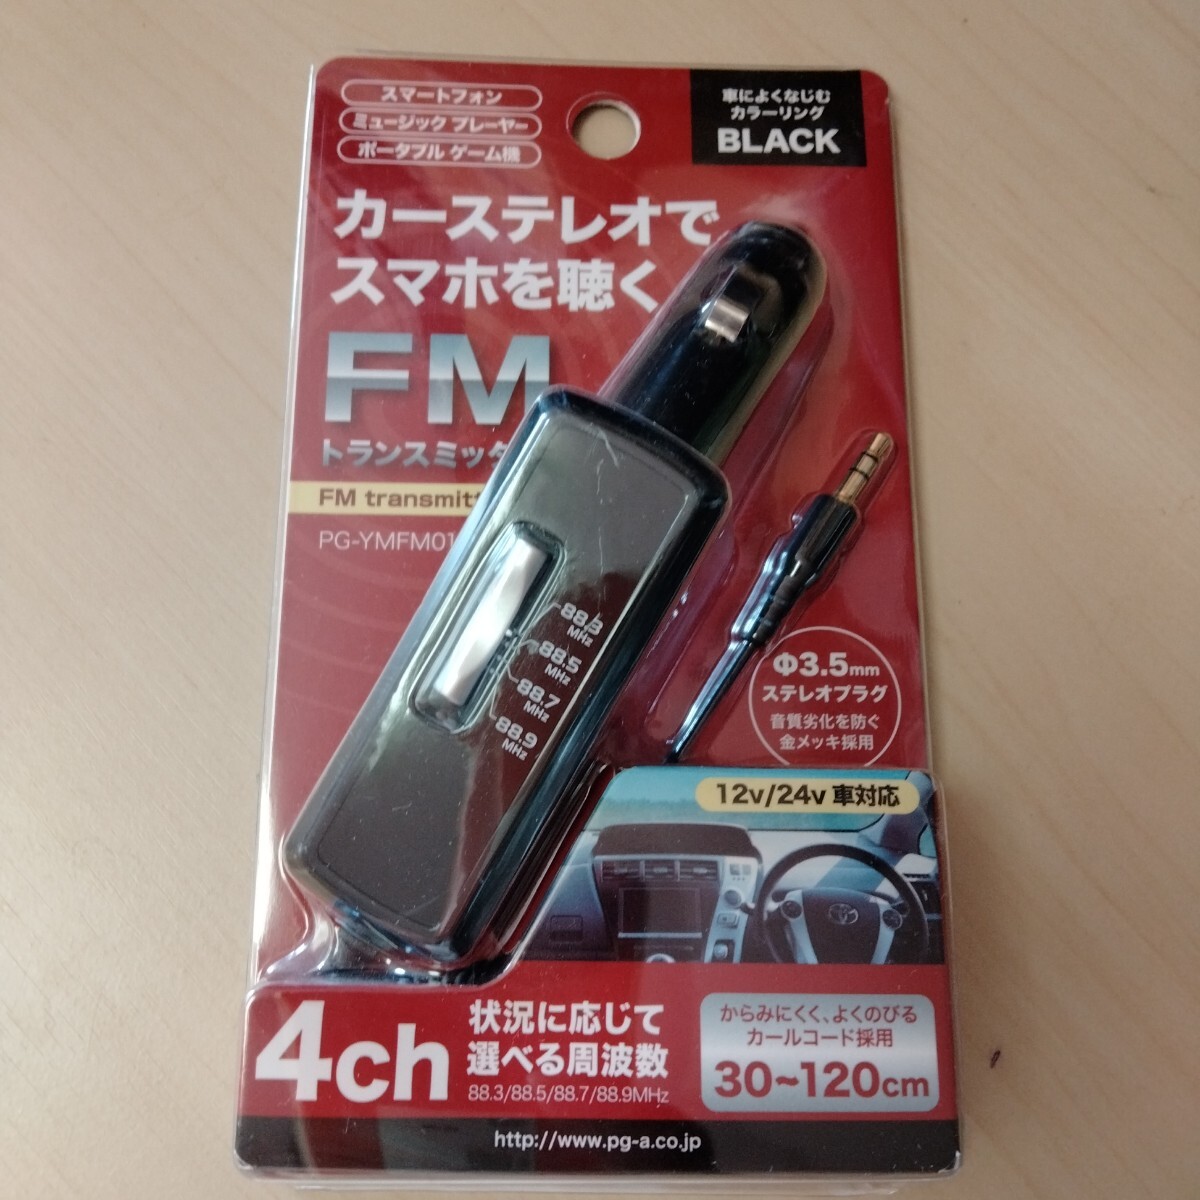 スマートフォン
ミュージック プレーヤー
ポータブル ゲーム機
車によくなじむ
カラーリング
BLACK
カーステレオで
スマホを聴く
FM
トランスミッタ
FM transmitt
PG-YMFM01
88.3
MHz
88.5
MHz
88.7
MHz
88.9
MHz
Φ3.5mm
ステレオプラグ
音質劣化を防ぐ
金メッキ採用
12v/24v 車対応
4ch
状況に応じて
選べる周波数
88.3/88.5/88.7/88.9MHz
からみにくく、よくのびる
カールコード採用
30~120cm
http://www.pg-a.co.jp